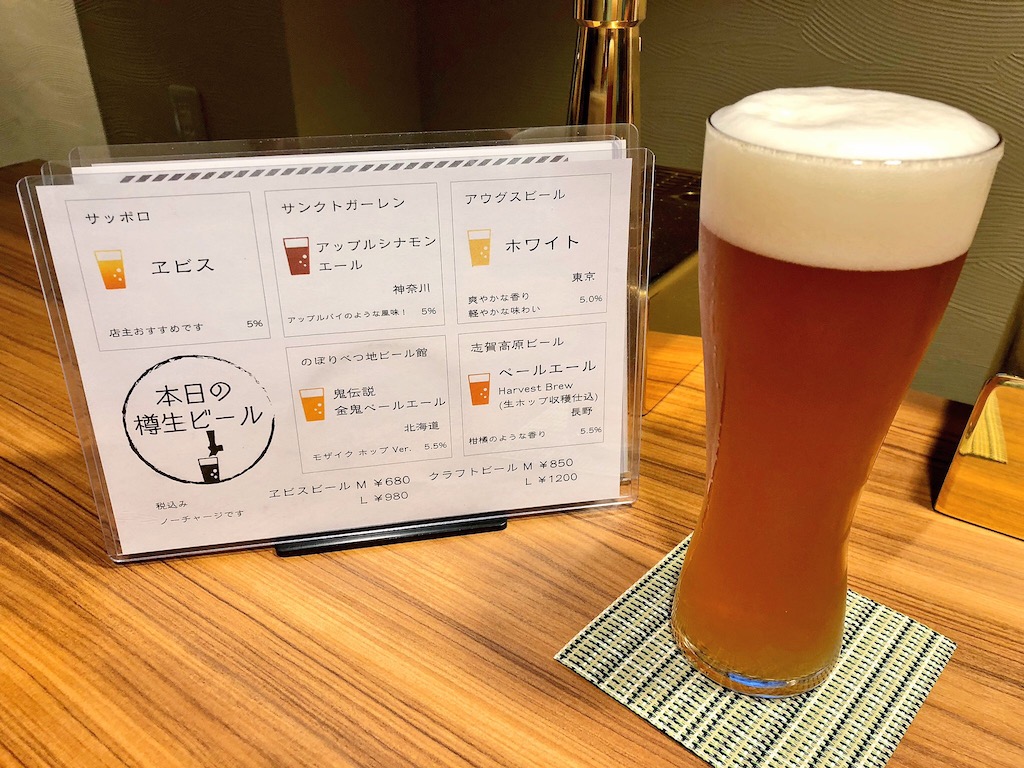 サッポロ
ヱビス
店主おすすめです 5%
サンクトガーレン
アップルシナモン
エール
神奈川
アップルパイのような風味！ 5%
アウグスビール
ホワイト
東京
爽やかな香り
軽やかな味わい 5.0%
本日の
樽生ビール
のぼりべつ地ビール館
鬼伝説
金鬼ペールエール
北海道
モザイク ホップ Ver. 5.5%
志賀高原ビール
ペールエール
Harvest Brew
(生ホップ収穫仕込)
長野
柑橘のような香り 5.5%
ヱビスビール M ¥680
L ¥980
クラフトビール M ¥850
L ¥1200
税込み
ノーチャージです